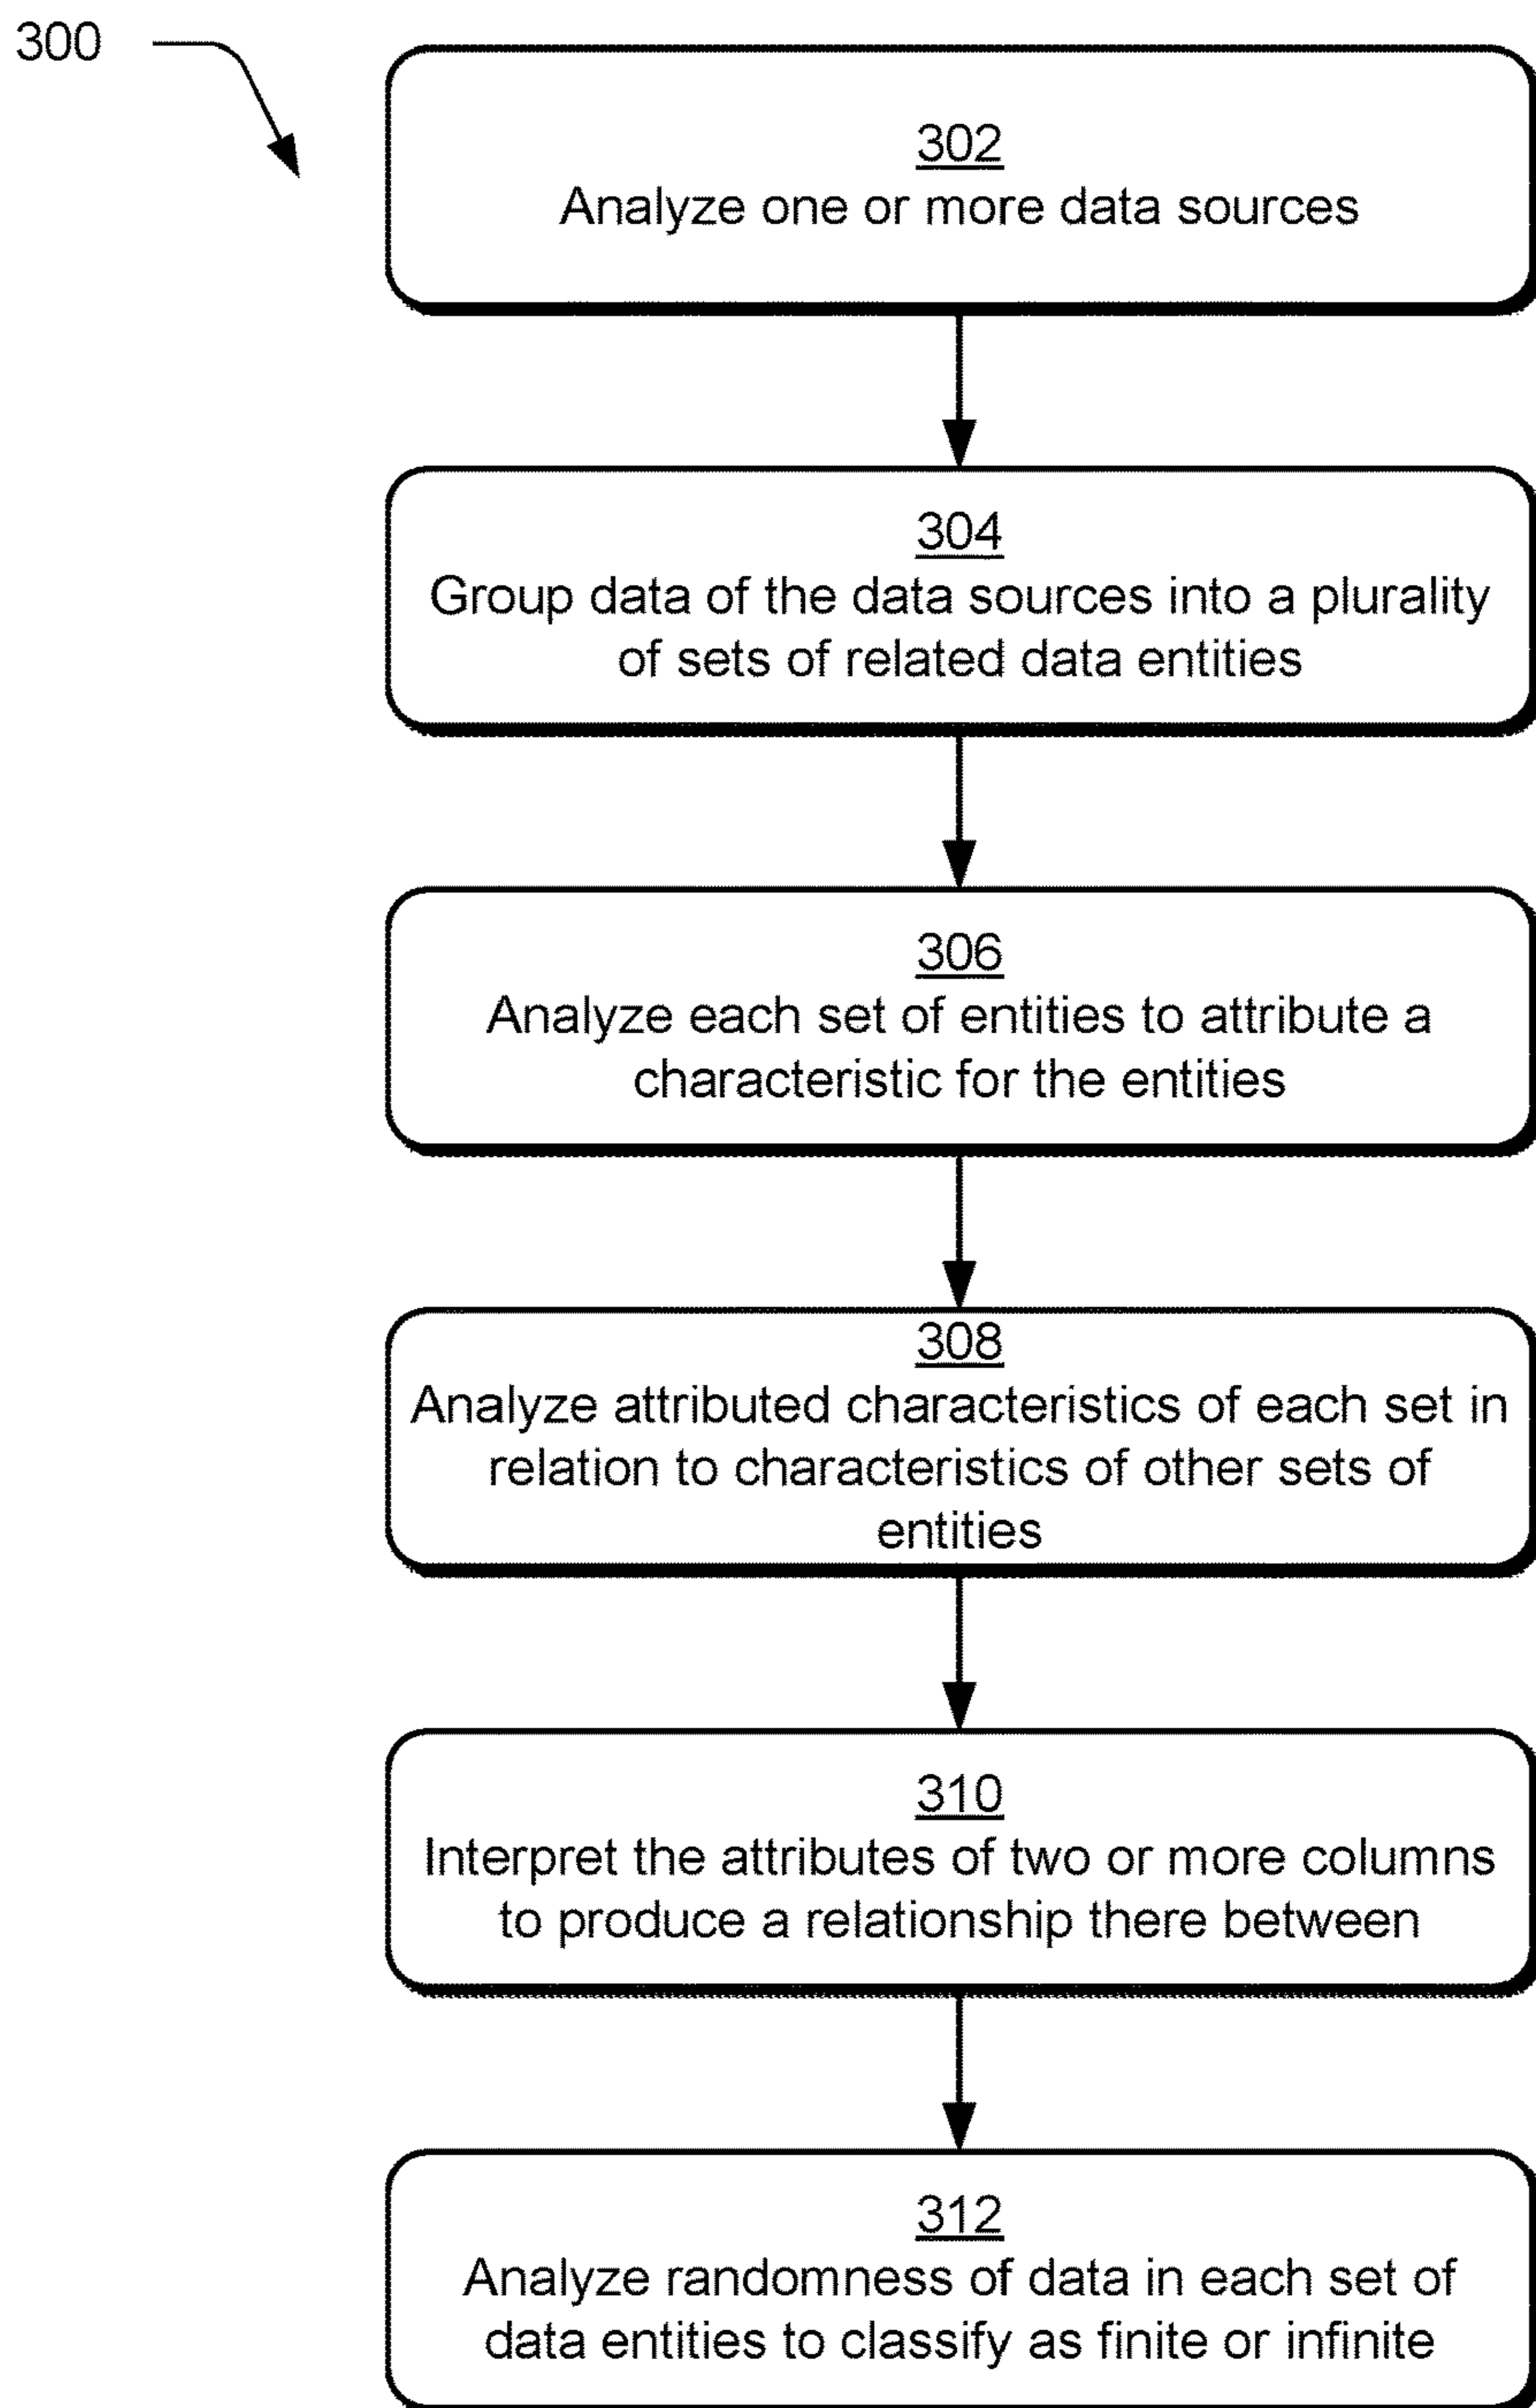 300
302
Analyze one or more data sources
304
Group data of the data sources into a plurality
of sets of related data entities
306
Analyze each set of entities to attribute a
characteristic for the entities
308
Analyze attributed characteristics of each set in
relation to characteristics of other sets of
entities
310
Interpret the attributes of two or more columns
to produce a relationship there between
312
Analyze randomness of data in each set of
data entities to classify as finite or infinite